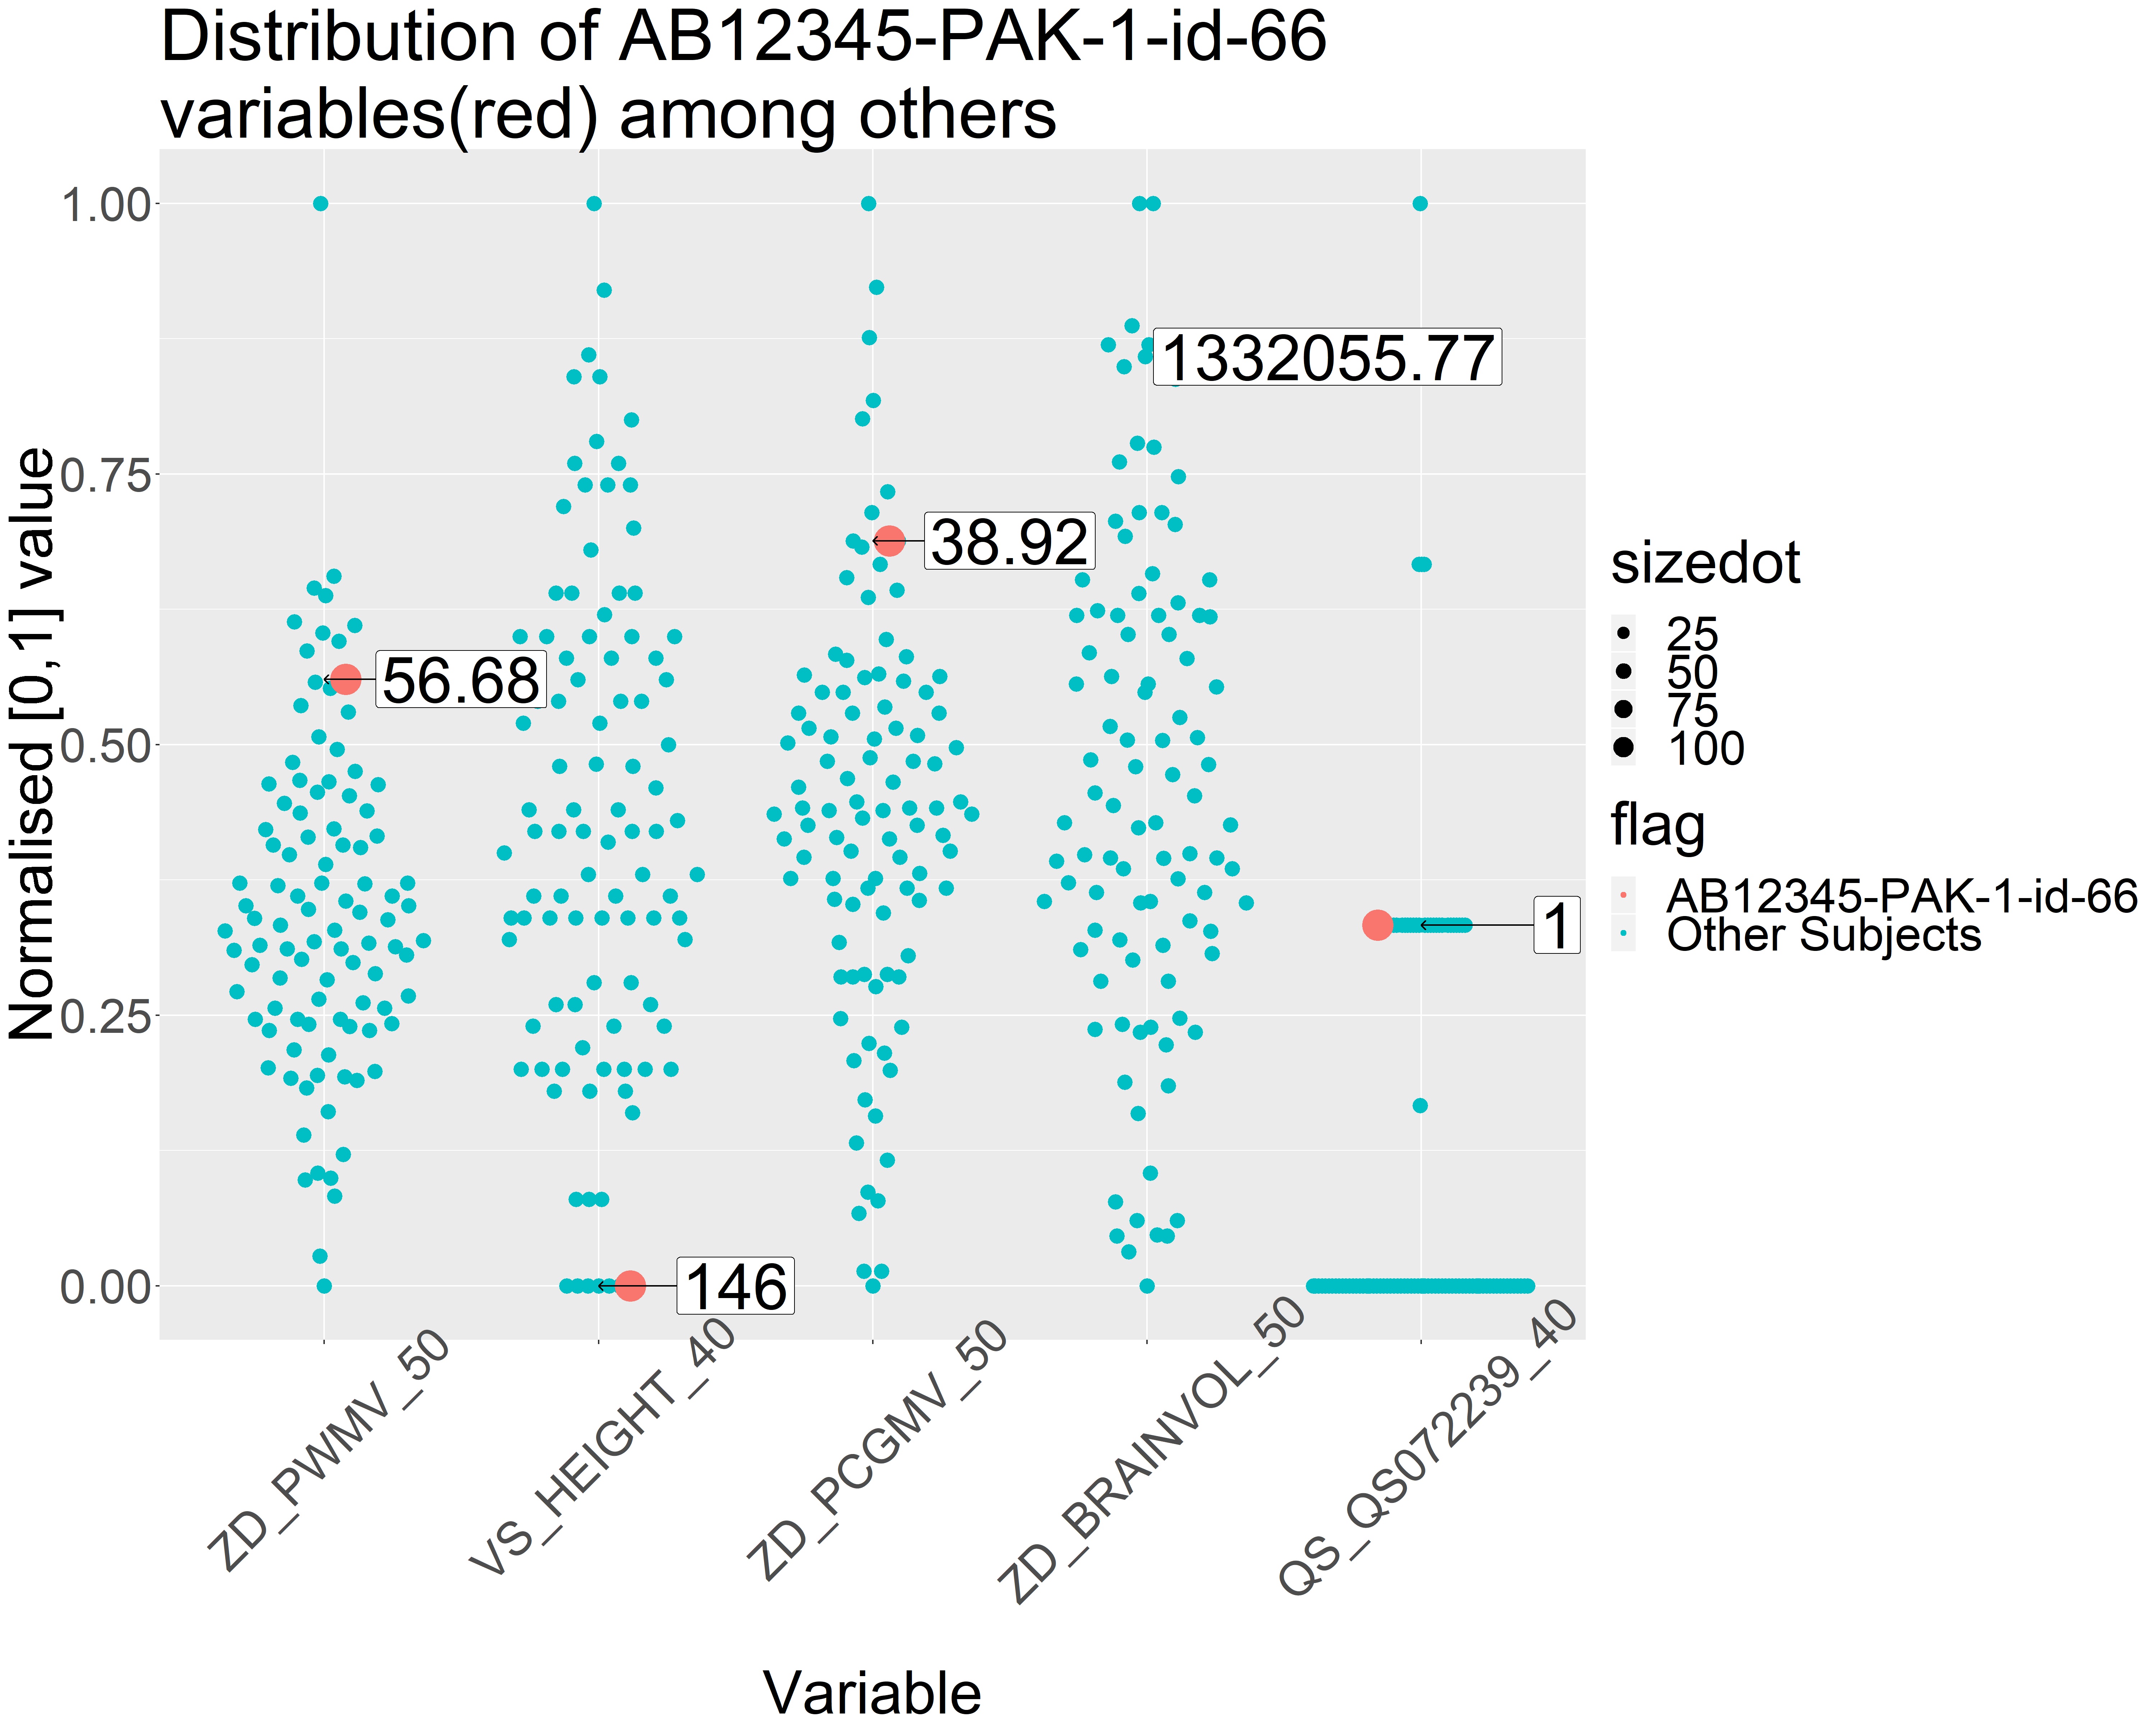 Distribution of AB12345-PAK-1-id-66
variables(red) among others
Normalised [0,1] value
1.00
0.75
0.50
0.25
0.00
1332055.77
38.92
56.68
1
146
ZD_PWMV_50
VS_HEIGHT_40
ZD_PCGMV_50
ZD_BRAINVOL_50
QS_QS072239_40
Variable
sizedot
25
50
75
100
flag
AB12345-PAK-1-id-66
Other Subjects